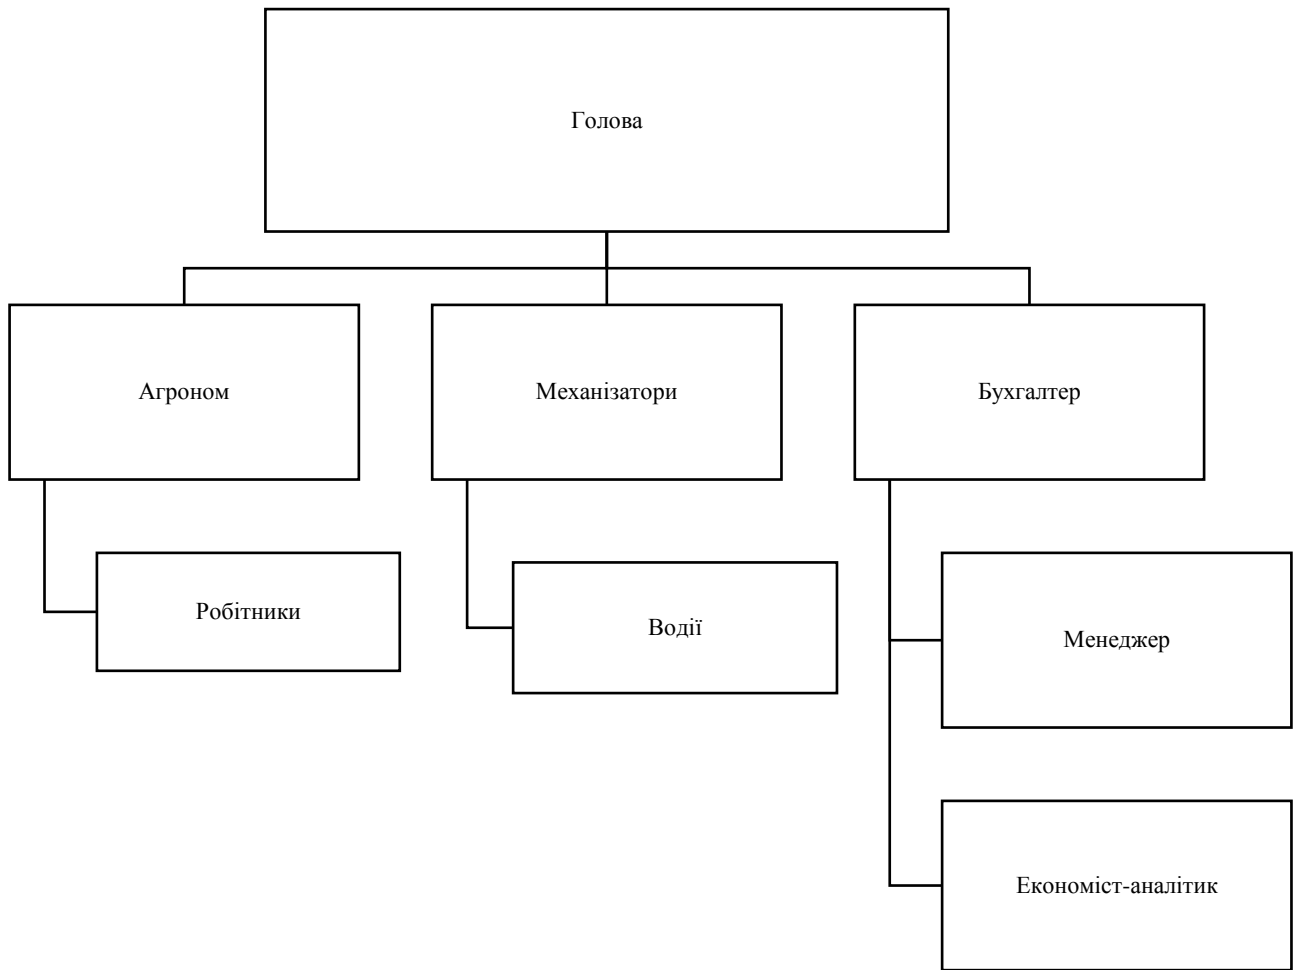 Голова
Агроном
Механізатори
Бухгалтер
Робітники
Водії
Менеджер
Економіст-аналітик